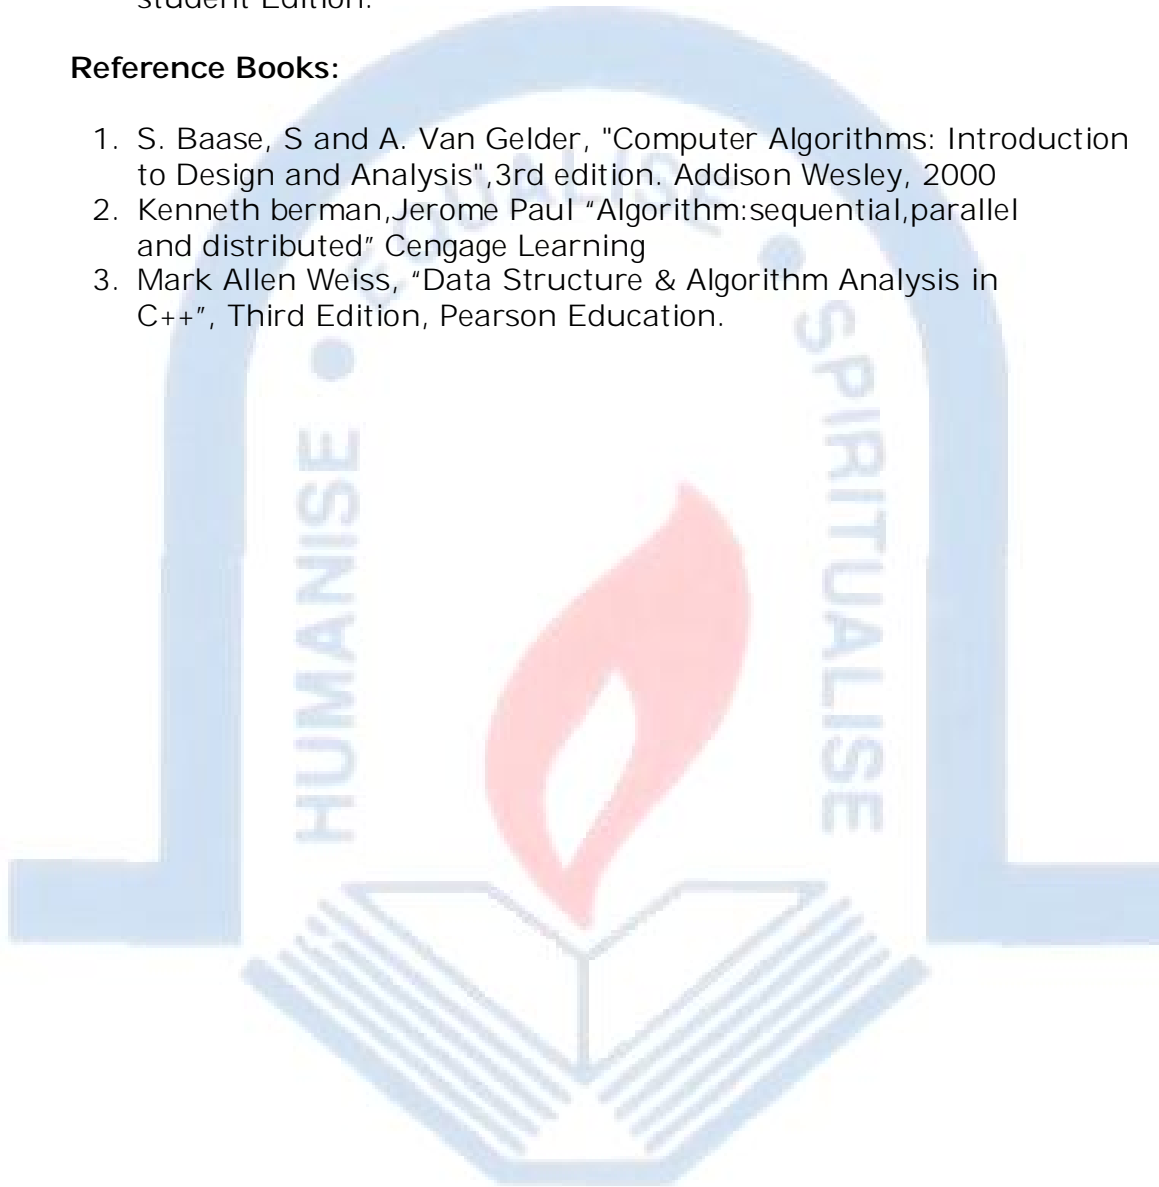 student Edition.
Reference Books:
1. S. Baase, S and A. Van Gelder, "Computer Algorithms: Introduction
to Design and Analysis",3rd edition. Addison Wesley, 2000
2. Kenneth berman,Jerome Paul “Algorithm:sequential,parallel
and distributed” Cengage Learning
3. Mark Allen Weiss, “Data Structure & Algorithm Analysis in
C++”, Third Edition, Pearson Education.
HUMANISE • EQUALISE • SPIRITUALISE